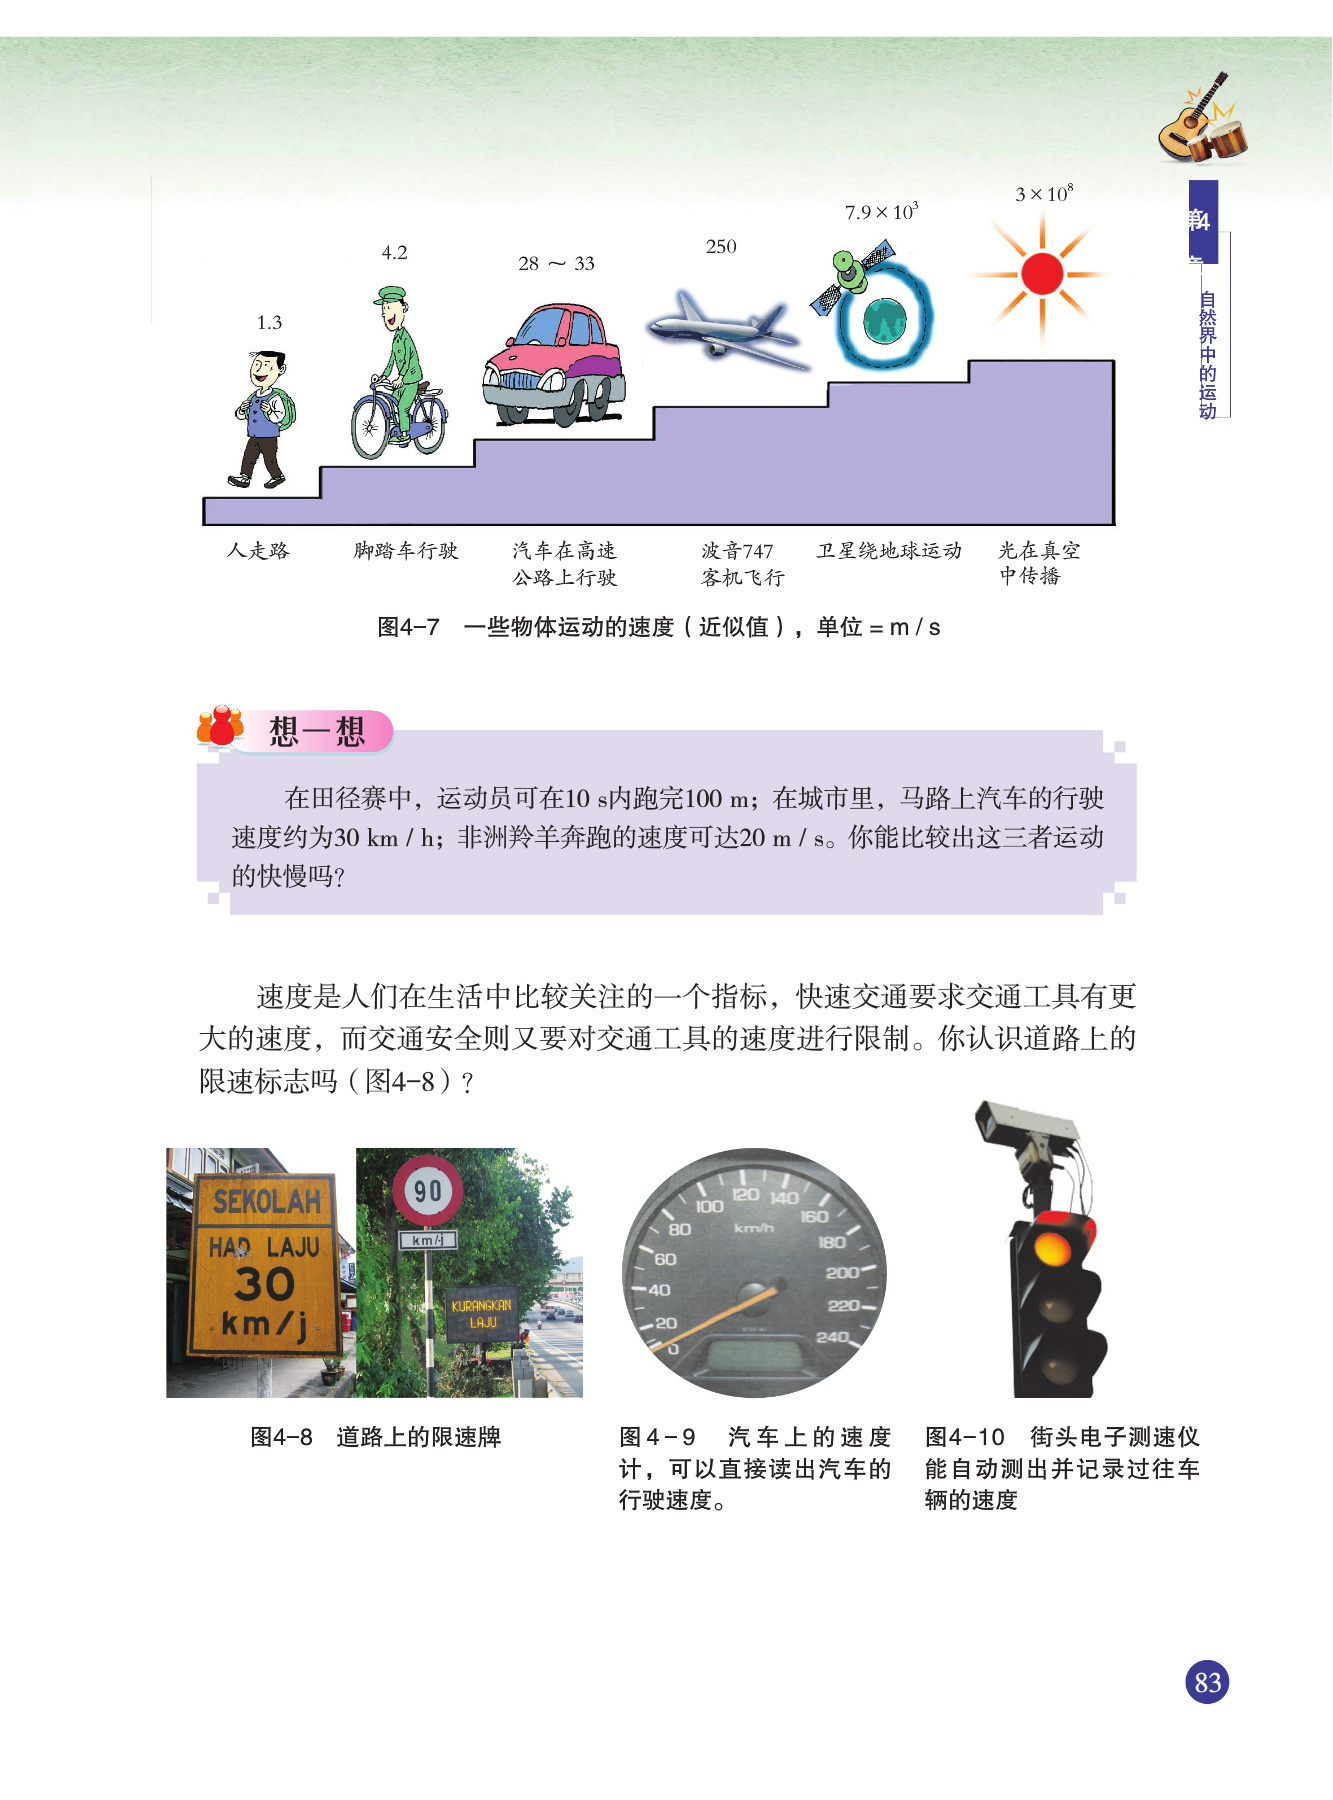 第4章
自然界中的运动
1.3
4.2
28 ～ 33
250
7.9 × 10³
3 × 10⁸
人走路
脚踏车行驶
汽车在高速
公路上行驶
波音747
客机飞行
卫星绕地球运动
光在真空
中传播
图4–7 一些物体运动的速度（近似值），单位 = m / s
想一想
在田径赛中，运动员可在10 s内跑完100 m；在城市里，马路上汽车的行驶
速度约为30 km / h；非洲羚羊奔跑的速度可达20 m / s。你能比较出这三者运动
的快慢吗？
速度是人们在生活中比较关注的一个指标，快速交通要求交通工具有更
大的速度，而交通安全则又要对交通工具的速度进行限制。你认识道路上的
限速标志吗（图4–8）？
SEKOLAH
HAD LAJU
30
km/j
90
km/j
KURANGKAN
LAJU
0
20
40
60
80
100
120
140
160
180
200
220
240
km/h
图4–8 道路上的限速牌
图4–9 汽车上的速度
计，可以直接读出汽车的
行驶速度。
图4–10 街头电子测速仪
能自动测出并记录过往车
辆的速度
83